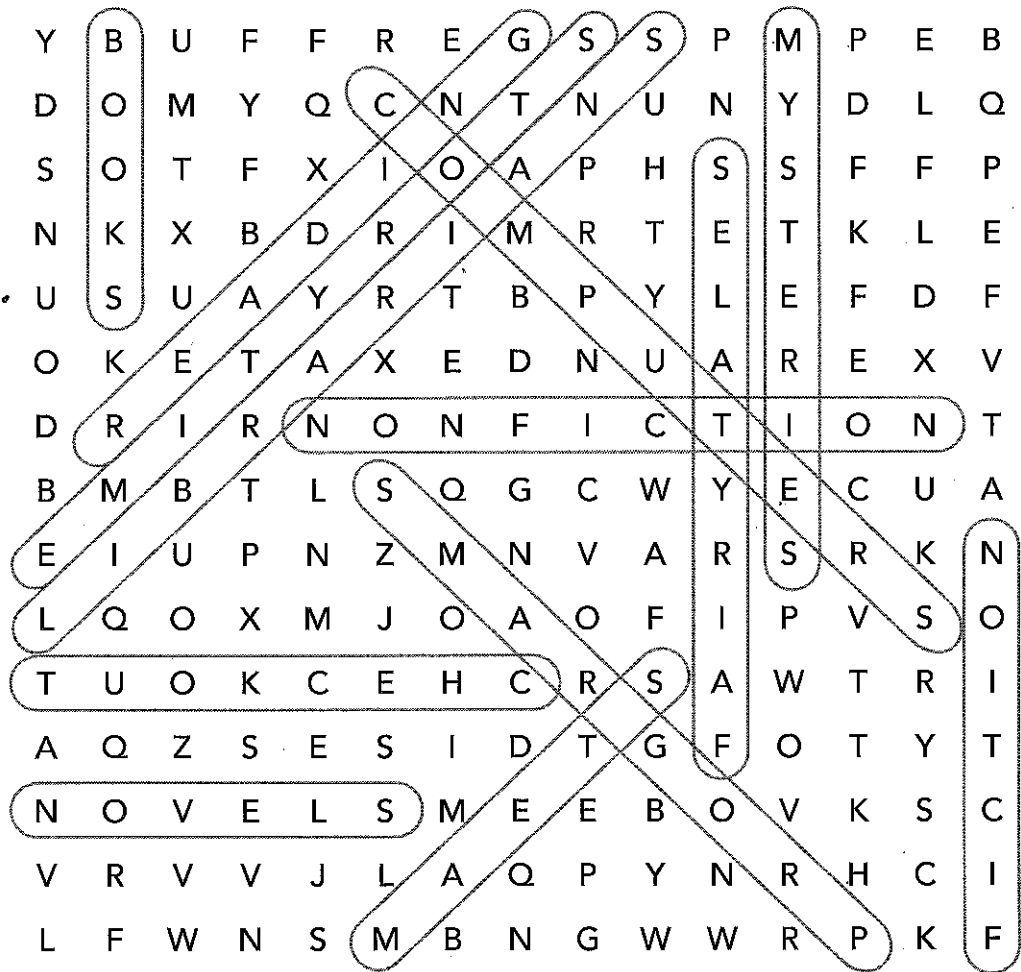 Y B U F F R E G S S P M P E B
D O M Y Q C N T N U N Y D L Q
S O T F X I O A P H S S F F P
N K X B D R I M R T E T K L E
U S U A Y R T B P Y L E F D F
O K E T A X E D N U A R E X V
D R I R N O N F I C T I O N T
B M B T L S Q G C W Y E C U A
E I U P N Z M N V A R S R K N
L Q O X M J O A O F I P V S O
T U O K C E H C R S A W T R I
A Q Z S E S I D T G F O T Y T
N O V E L S M E E B O V K S C
V R V V J L A Q P Y N R H C I
L F W N S M B N G W W R P K F